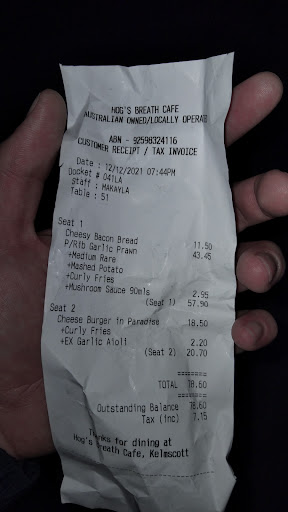 HOG'S BREATH CAFE
AUSTRALIAN OWNED/LOCALLY OPERAT
ABN - 92598324116
CUSTOMER RECEIPT / TAX INVOICE
Date : 12/12/2021 07:44PM
Docket # 041LA
staff : MAKAYLA
Table : 51
Seat 1
Cheesy Bacon Bread 11.50
P/Rib Garlic Prawn 43.45
+Medium Rare
+Mashed Potato
+Curly Fries
+Mushroom Sauce 90mls 2.95
(Seat 1) 57.90
Seat 2
Cheese Burger in Paradise 18.50
+Curly Fries
+EX Garlic Aioli 2.20
(Seat 2) 20.70
=======
TOTAL 78.60
=======
Outstanding Balance 78.60
Tax (inc) 7.15
Thanks for dining at
Hog's Breath Cafe, Kelmscott